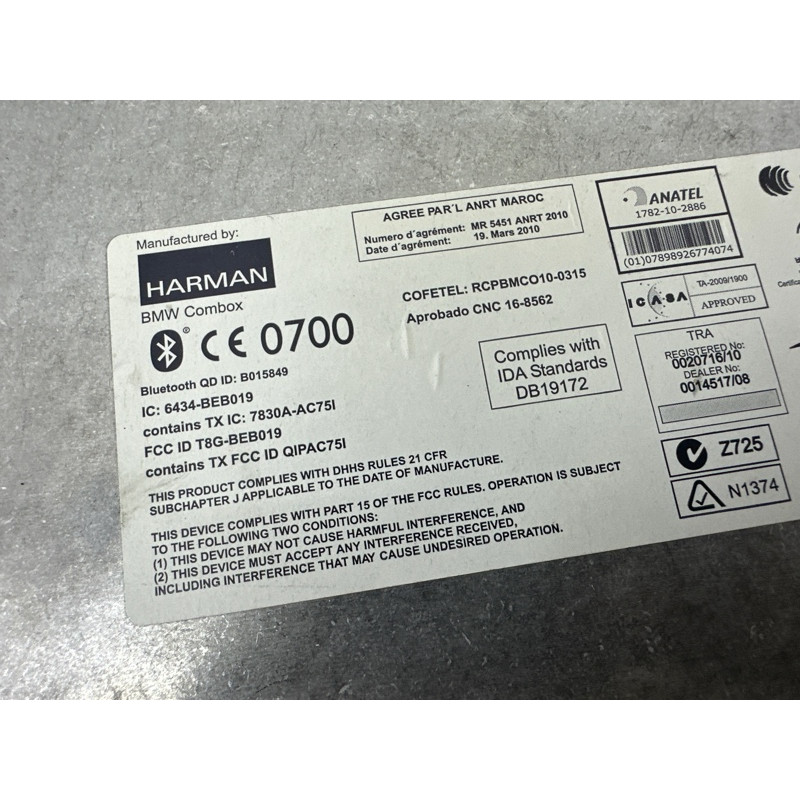 Manufactured by:
HARMAN
BMW Combox
CE 0700
Bluetooth QD ID: B015849
IC: 6434-BEB019
contains TX IC: 7830A-AC75I
FCC ID T8G-BEB019
contains TX FCC ID QIPAC75I
THIS PRODUCT COMPLIES WITH DHHS RULES 21 CFR
SUBCHAPTER J APPLICABLE TO THE DATE OF MANUFACTURE.
THIS DEVICE COMPLIES WITH PART 15 OF THE FCC RULES. OPERATION IS SUBJECT
TO THE FOLLOWING TWO CONDITIONS:
(1) THIS DEVICE MAY NOT CAUSE HARMFUL INTERFERENCE, AND
(2) THIS DEVICE MUST ACCEPT ANY INTERFERENCE RECEIVED,
INCLUDING INTERFERENCE THAT MAY CAUSE UNDESIRED OPERATION.
AGREE PAR'L ANRT MAROC
Numero d'agrément: MR 5451 ANRT 2010
Date d'agrément: 19. Mars 2010
COFETEL: RCPBMCO10-0315
Aprobado CNC 16-8562
Complies with
IDA Standards
DB19172
ANATEL
1782-10-2886
(01)07898926774074
ICASA
TA-2009/1900
APPROVED
TRA
REGISTERED No:
0020716/10
DEALER No:
0014517/08
Z725
N1374